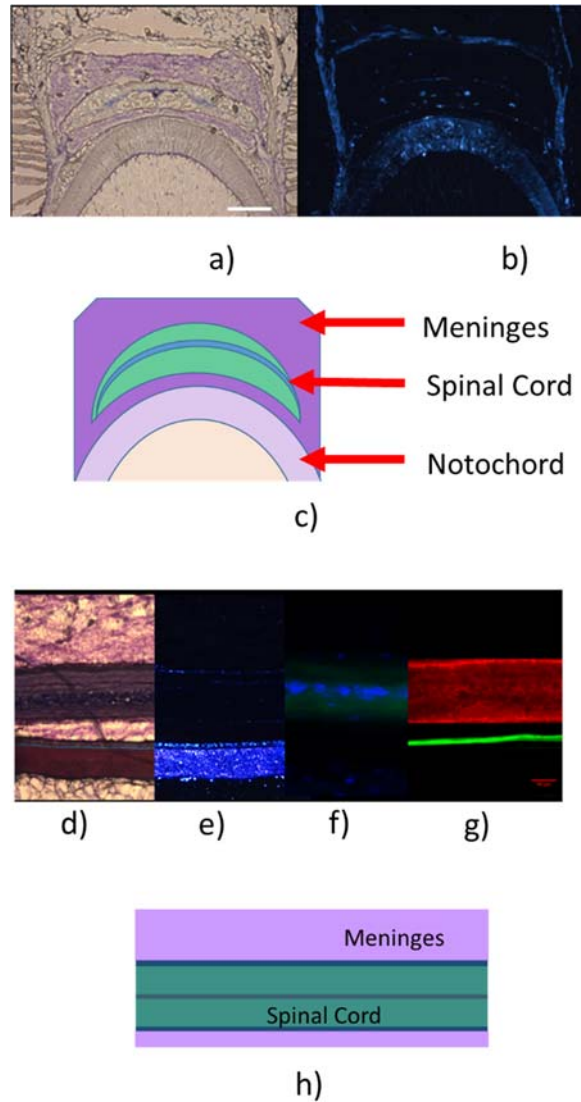 a)
b)
Meninges
Spinal Cord
Notochord
c)
d)
e)
f)
g)
Meninges
Spinal Cord
h)